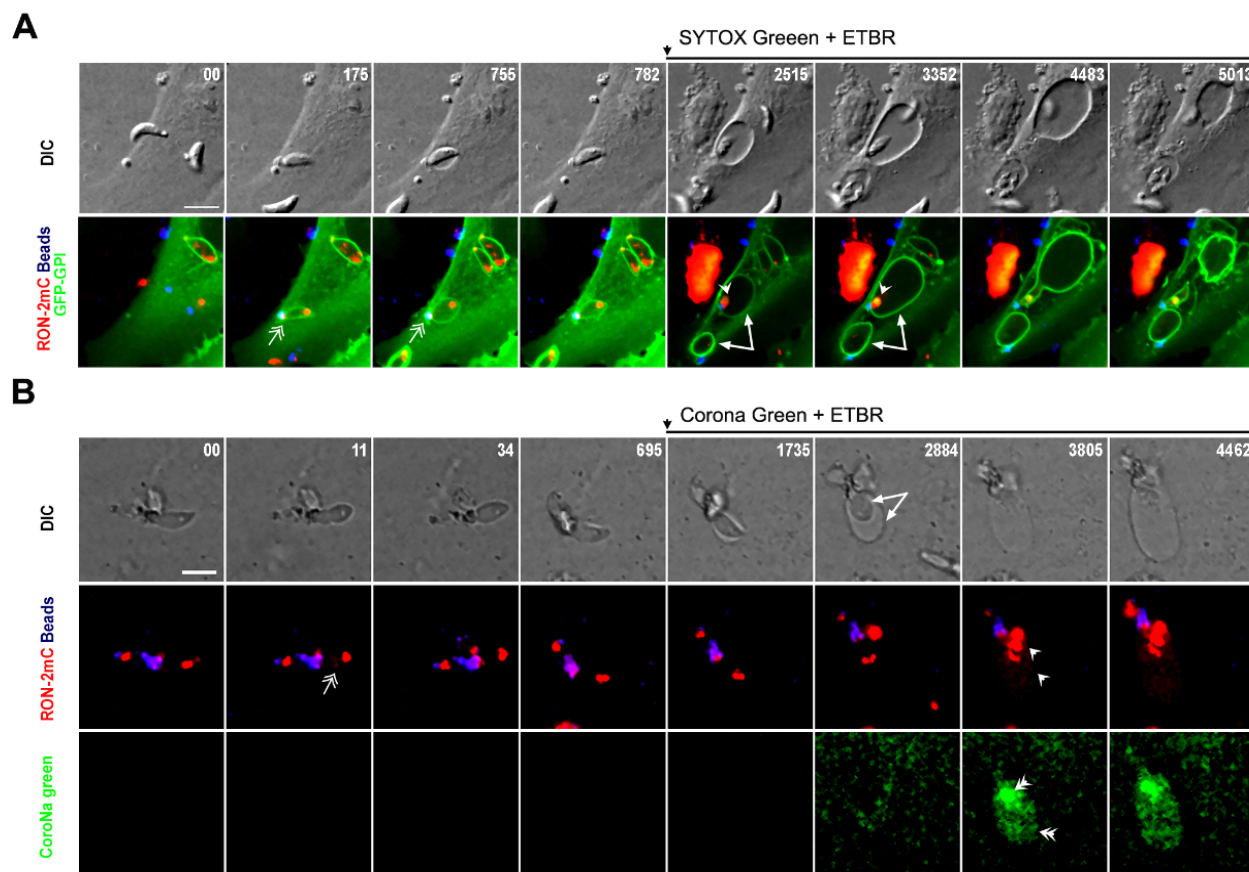 A
SYTOX Greeen + ETBR
DIC
00
175
755
782
2515
3352
4483
5013
RON-2mC Beads
GFP-GPI
B
Corona Green + ETBR
DIC
00
11
34
695
1735
2884
3805
4462
RON-2mC Beads
CoroNa green